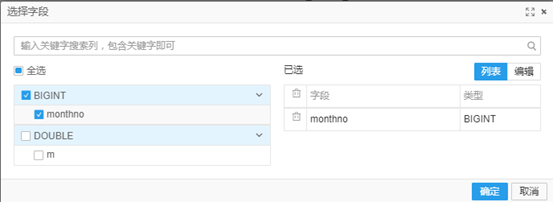 选择字段
输入关键字搜索列，包含关键字即可
全选
BIGINT
monthno
DOUBLE
m
已选
列表 编辑
字段 类型
monthno BIGINT
确定 取消